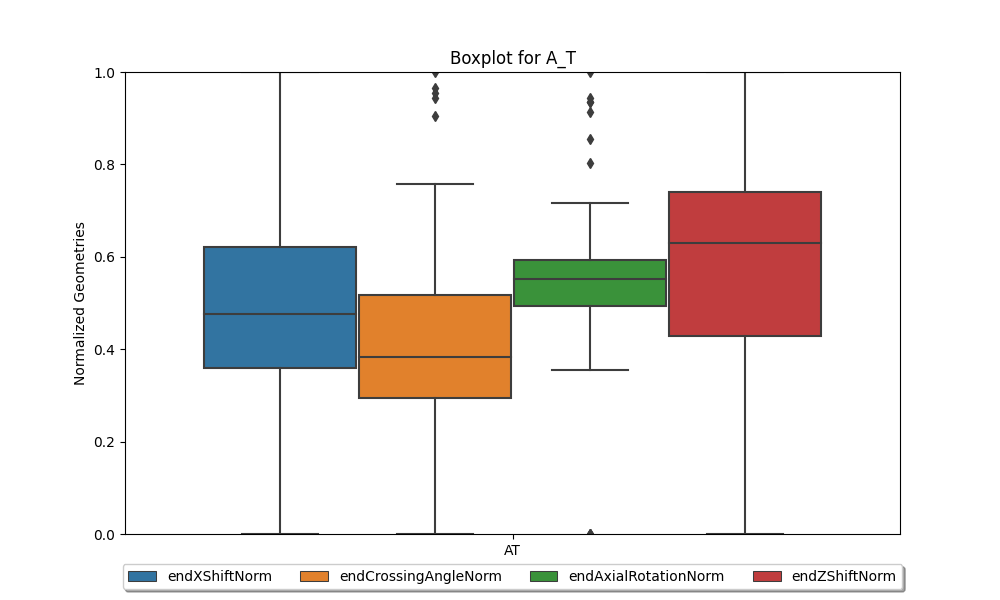 Boxplot for A_T
1.0
0.8
0.6
0.4
0.2
0.0
Normalized Geometries
AT
endXShiftNorm endCrossingAngleNorm endAxialRotationNorm endZShiftNorm